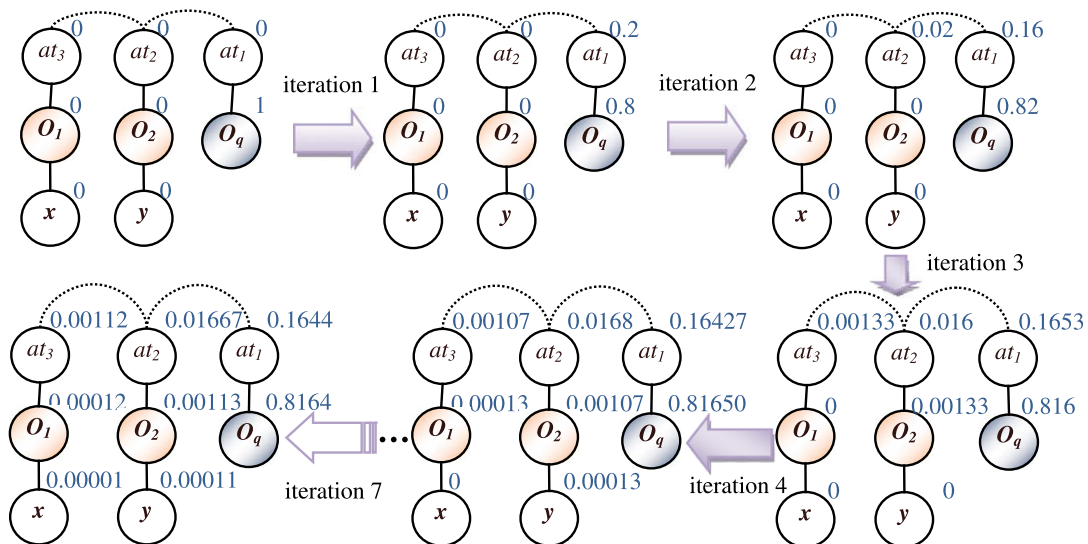 0 0 0 0 0 0.2 0 0.02 0.16
at3 at2 at1 at3 at2 at1 at3 at2 at1
iteration 1 iteration 2
0 0 1 0 0 0.8 0 0 0.82
O1 O2 Oq O1 O2 Oq O1 O2 Oq
0 0 0 0 0 0
x y x y x y
iteration 3
0.00112 0.01667 0.1644 0.00107 0.0168 0.16427 0.00133 0.016 0.1653
at3 at2 at1 at3 at2 at1 at3 at2 at1
0.00012 0.00113 0.8164 0.00013 0.00107 0.81650 0 0.00133 0.816
O1 O2 Oq ••• O1 O2 Oq O1 O2 Oq
0.00001 0.00011 iteration 7 0 0.00013 iteration 4 0 0
x y x y x y